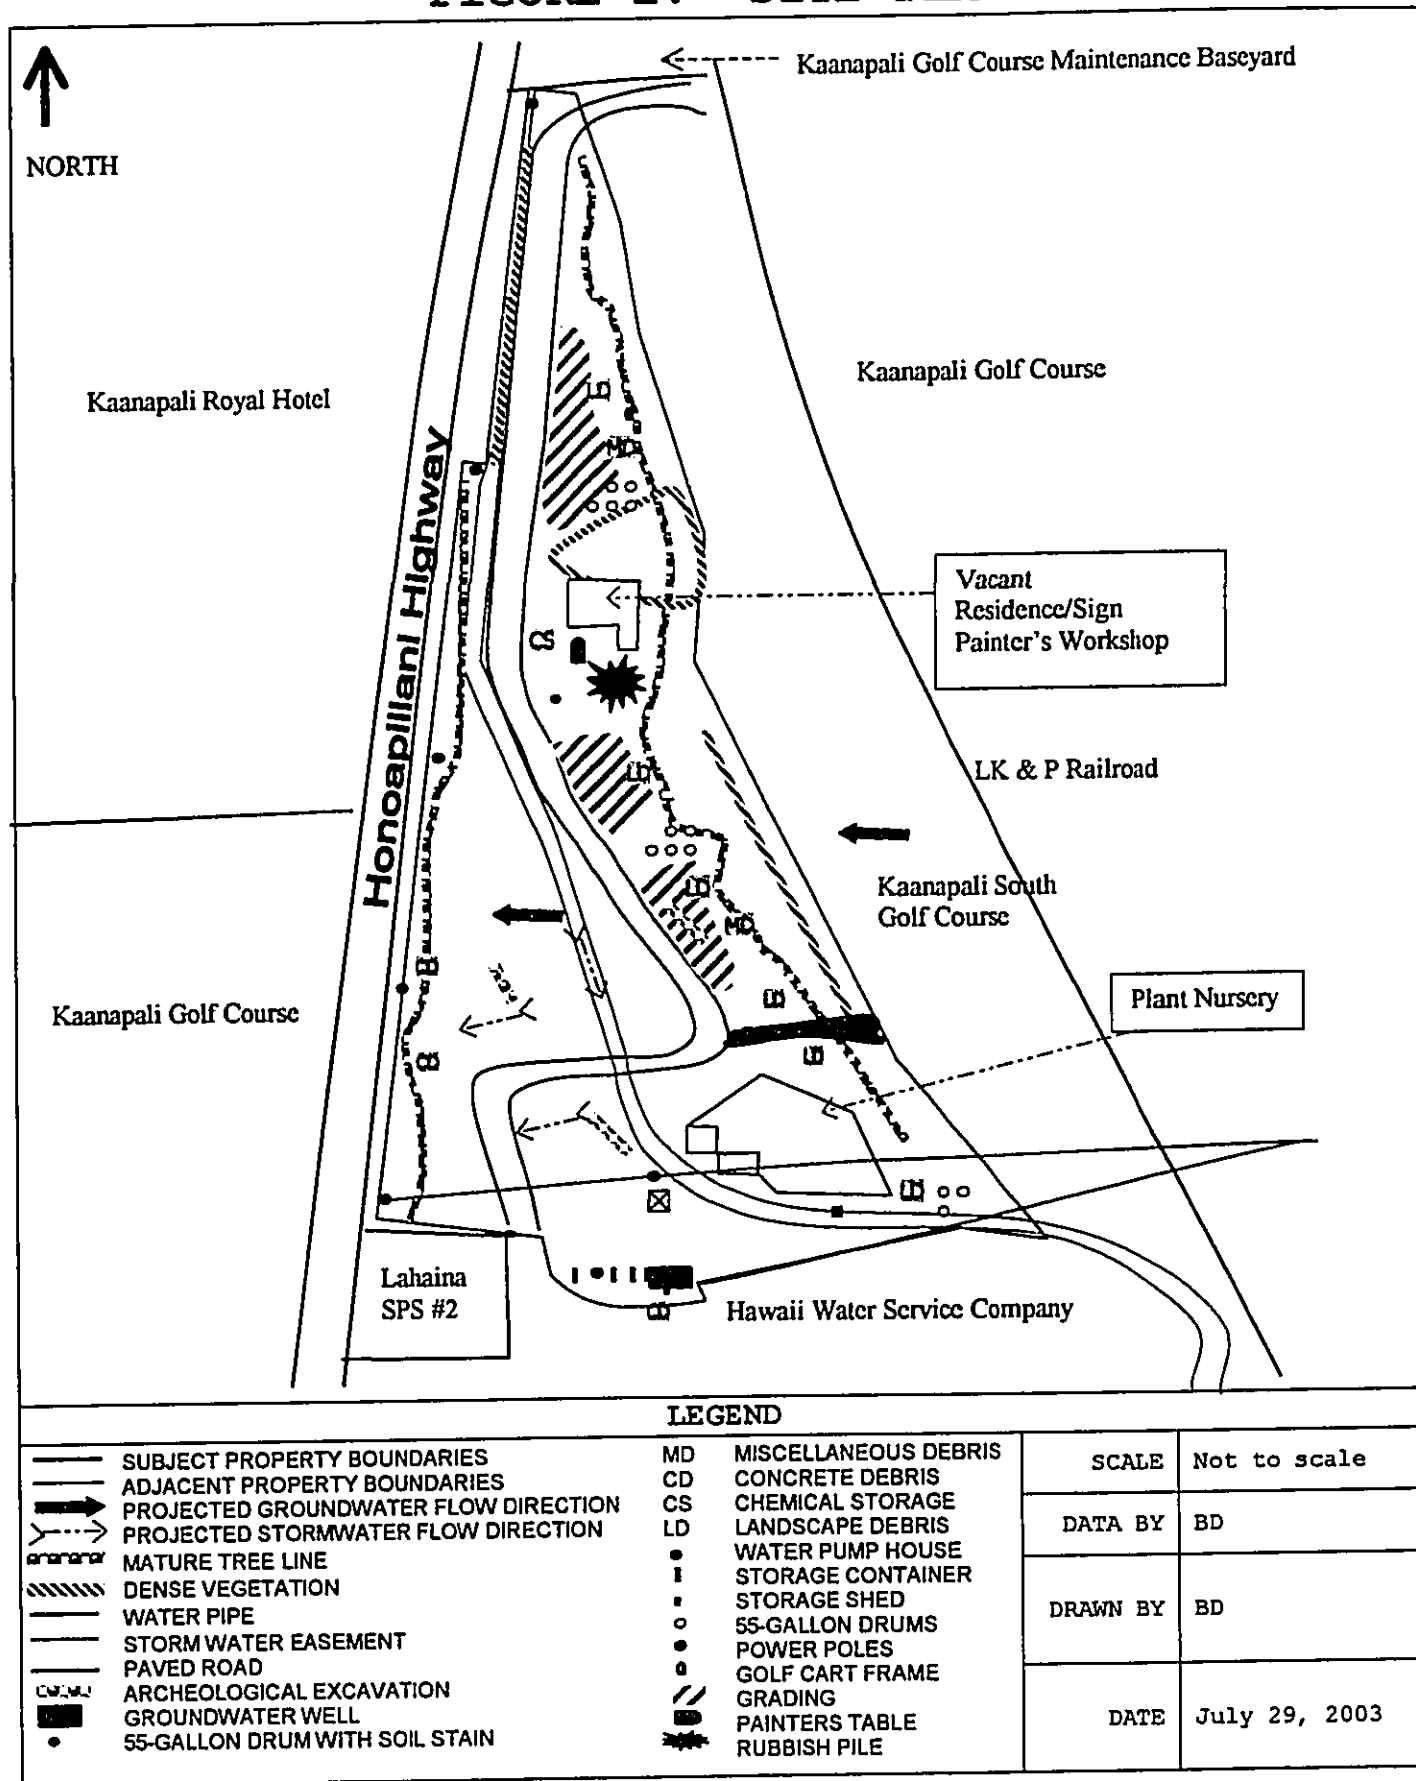 Kaanapali Golf Course Maintenance Baseyard
NORTH
Kaanapali Golf Course
Kaanapali Royal Hotel
Honoapiilani Highway
LD
MD
Vacant
Residence/Sign
Painter's Workshop
LD
LK & P Railroad
LD
Kaanapali South
Golf Course
MD
Plant Nursery
Kaanapali Golf Course
Lahaina
SPS #2
Hawaii Water Service Company
LEGEND
SUBJECT PROPERTY BOUNDARIES
ADJACENT PROPERTY BOUNDARIES
PROJECTED GROUNDWATER FLOW DIRECTION
PROJECTED STORMWATER FLOW DIRECTION
MATURE TREE LINE
DENSE VEGETATION
WATER PIPE
STORM WATER EASEMENT
PAVED ROAD
ARCHEOLOGICAL EXCAVATION
GROUNDWATER WELL
55-GALLON DRUM WITH SOIL STAIN
MD MISCELLANEOUS DEBRIS
CD CONCRETE DEBRIS
CS CHEMICAL STORAGE
LD LANDSCAPE DEBRIS
WATER PUMP HOUSE
STORAGE CONTAINER
STORAGE SHED
55-GALLON DRUMS
POWER POLES
GOLF CART FRAME
GRADING
PAINTERS TABLE
RUBBISH PILE
SCALE Not to scale
DATA BY BD
DRAWN BY BD
DATE July 29, 2003